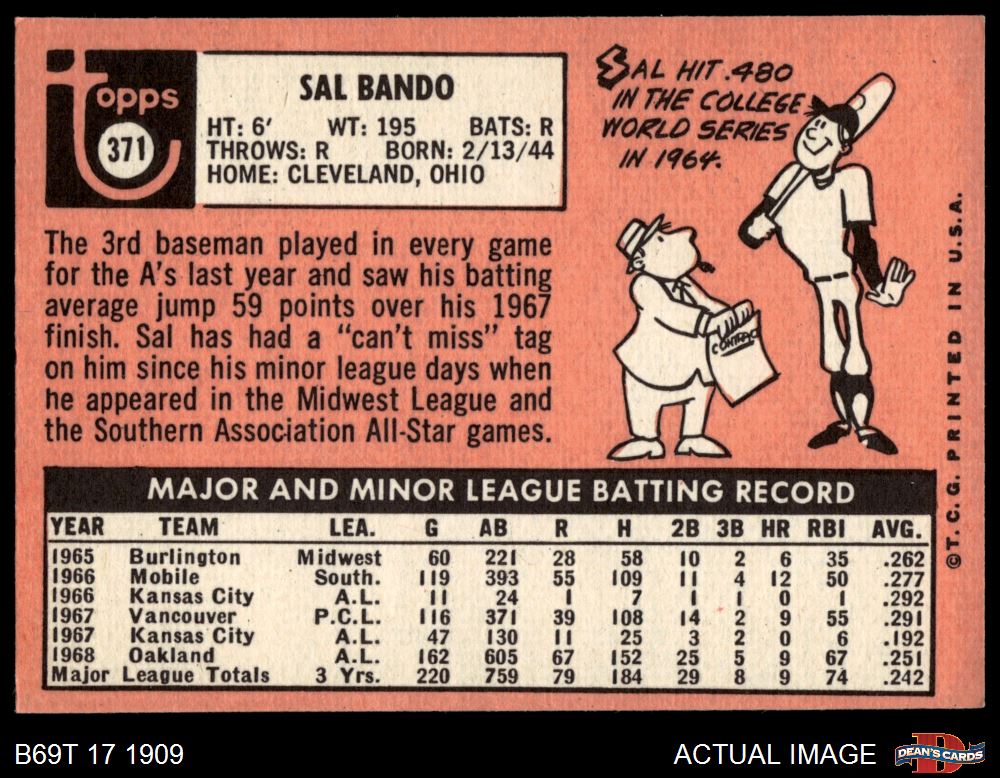 Topps
371
SAL BANDO
HT: 6' WT: 195 BATS: R
THROWS: R BORN: 2/13/44
HOME: CLEVELAND, OHIO
SAL HIT .480
IN THE COLLEGE
WORLD SERIES
IN 1964.
CONTRAC
The 3rd baseman played in every game
for the A's last year and saw his batting
average jump 59 points over his 1967
finish. Sal has had a “can't miss” tag
on him since his minor league days when
he appeared in the Midwest League and
the Southern Association All-Star games.
©T.C.G. PRINTED IN U.S.A.
MAJOR AND MINOR LEAGUE BATTING RECORD
YEAR TEAM LEA. G AB R H 2B 3B HR RBI AVG.
1965 Burlington Midwest 60 221 28 58 10 2 6 35 .262
1966 Mobile South. 119 393 55 109 11 4 12 50 .277
1966 Kansas City A.L. 11 24 1 7 1 1 0 1 .292
1967 Vancouver P.C.L. 116 371 39 108 14 2 9 55 .291
1967 Kansas City A.L. 47 130 11 25 3 2 0 6 .192
1968 Oakland A.L. 162 605 67 152 25 5 9 67 .251
Major League Totals 3 Yrs. 220 759 79 184 29 8 9 74 .242
B69T 17 1909
ACTUAL IMAGE
DEAN'S CARDS